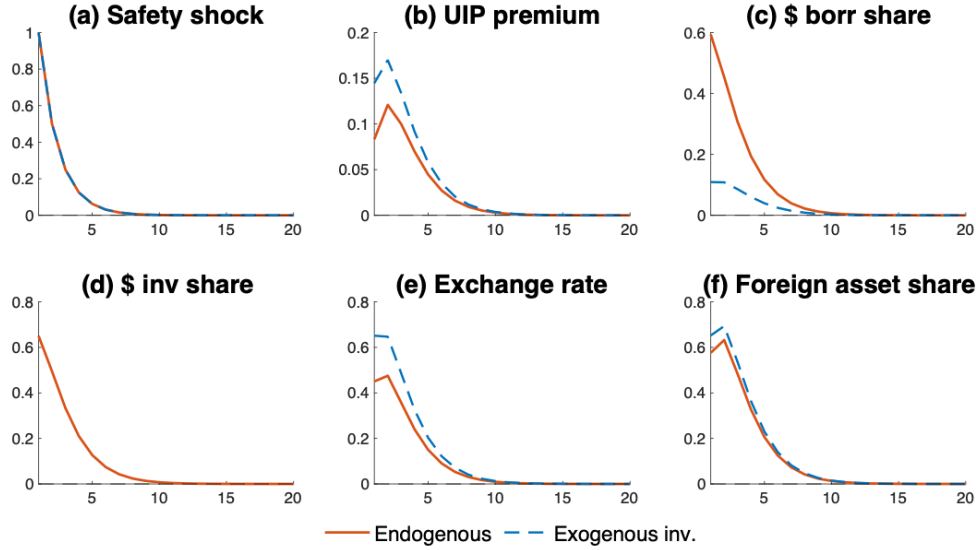 (a) Safety shock
(b) UIP premium
(c) $ borr share
1
0.8
0.6
0.4
0.2
0
5 10 15 20
0.2
0.15
0.1
0.05
0
5 10 15 20
0.6
0.4
0.2
0
5 10 15 20
(d) $ inv share
(e) Exchange rate
(f) Foreign asset share
0.8
0.6
0.4
0.2
0
5 10 15 20
0.8
0.6
0.4
0.2
0
5 10 15 20
0.8
0.6
0.4
0.2
0
5 10 15 20
Endogenous Exogenous inv.